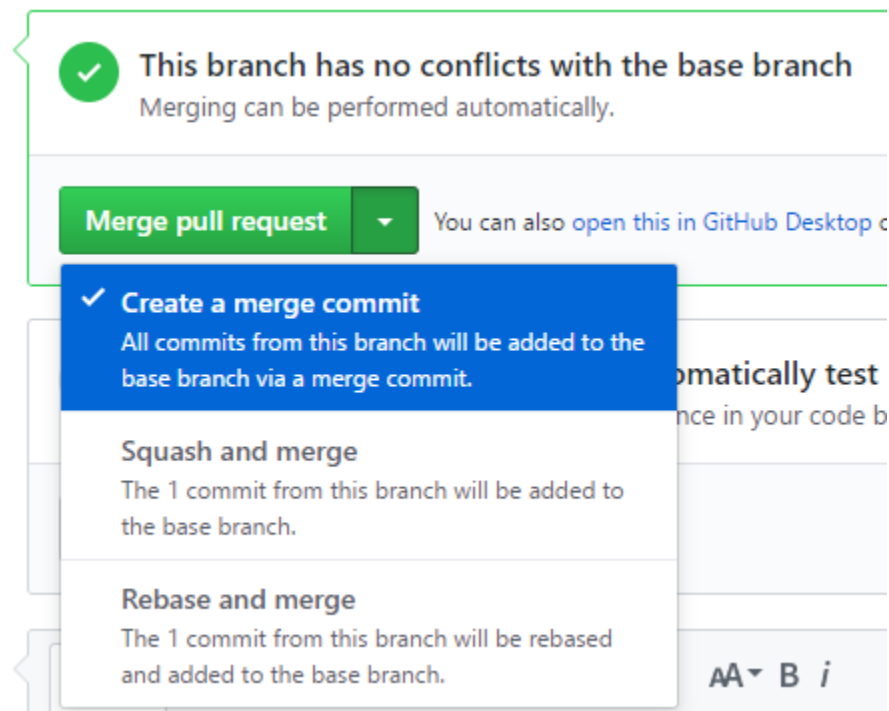 This branch has no conflicts with the base branch
Merging can be performed automatically.
Merge pull request
You can also open this in GitHub Desktop
Create a merge commit
All commits from this branch will be added to the
base branch via a merge commit.
omatically test
nce in your code b
Squash and merge
The 1 commit from this branch will be added to
the base branch.
Rebase and merge
The 1 commit from this branch will be rebased
and added to the base branch.
AA B i